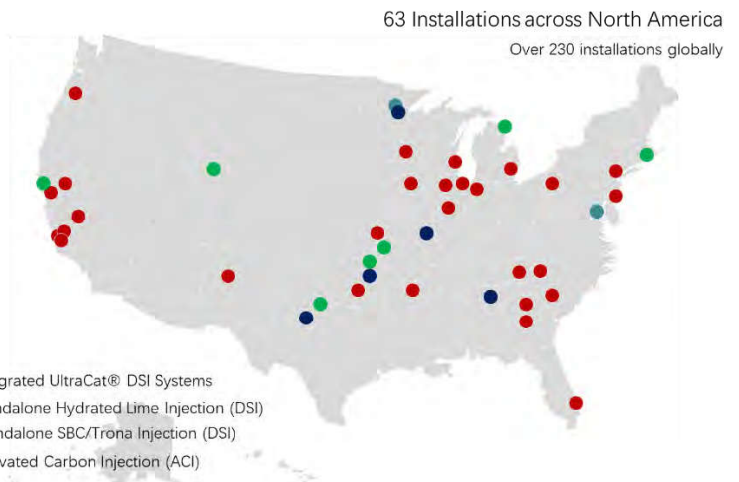 63 Installations across North America
Over 230 installations globally
grated UltraCat® DSI Systems
ndalone Hydrated Lime Injection (DSI)
ndalone SBC/Trona Injection (DSI)
vated Carbon Injection (ACI)